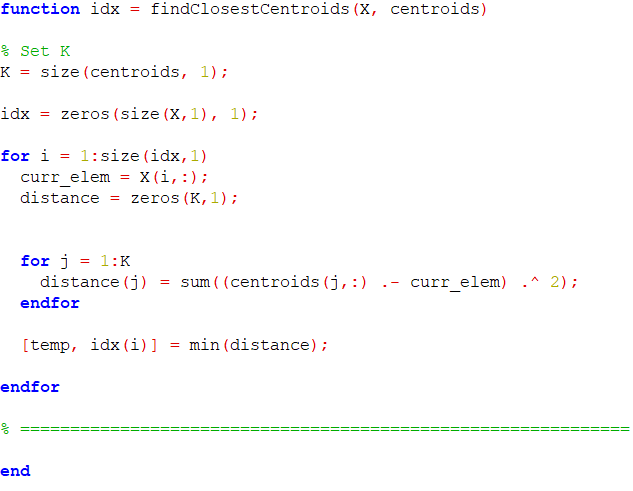 function idx = findClosestCentroids(X, centroids)
% Set K
K = size(centroids, 1);
idx = zeros(size(X,1), 1);
for i = 1:size(idx,1)
  curr_elem = X(i,:);
  distance = zeros(K,1);
  for j = 1:K
    distance(j) = sum((centroids(j,:) .- curr_elem) .^ 2);
  endfor
  [temp, idx(i)] = min(distance);
endfor
% =============================================================
end